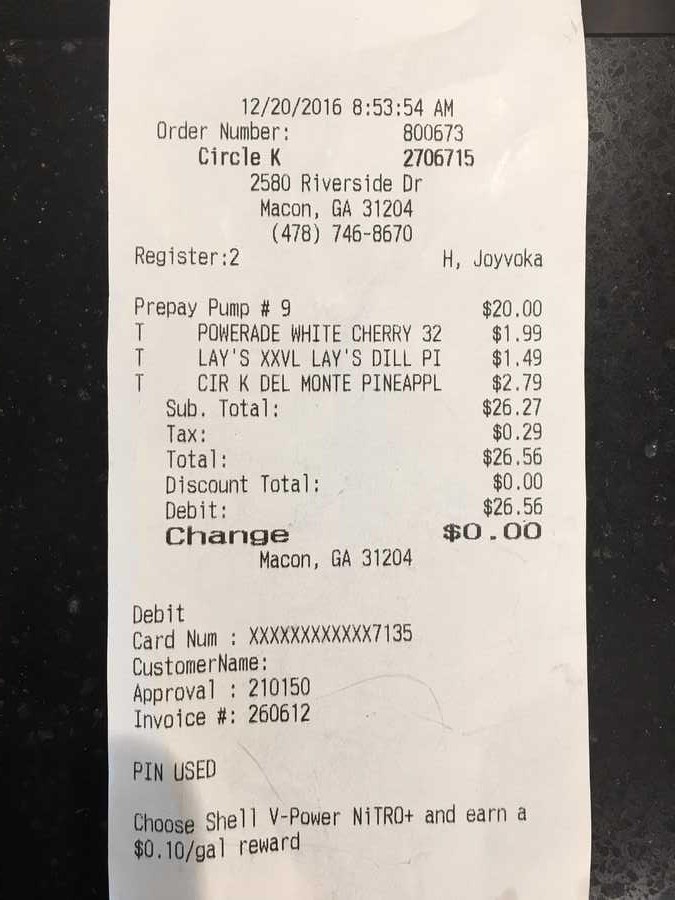 12/20/2016 8:53:54 AM
Order Number: 800673
Circle K 2706715
2580 Riverside Dr
Macon, GA 31204
(478) 746-8670
Register:2 H, Joyvoka
Prepay Pump # 9 $20.00
T POWERADE WHITE CHERRY 32 $1.99
T LAY'S XXVL LAY'S DILL PI $1.49
T CIR K DEL MONTE PINEAPPL $2.79
Sub. Total: $26.27
Tax: $0.29
Total: $26.56
Discount Total: $0.00
Debit: $26.56
Change $0.00
Macon, GA 31204
Debit
Card Num : XXXXXXXXXXXX7135
CustomerName:
Approval : 210150
Invoice #: 260612
PIN USED
Choose Shell V-Power NiTRO+ and earn a
$0.10/gal reward